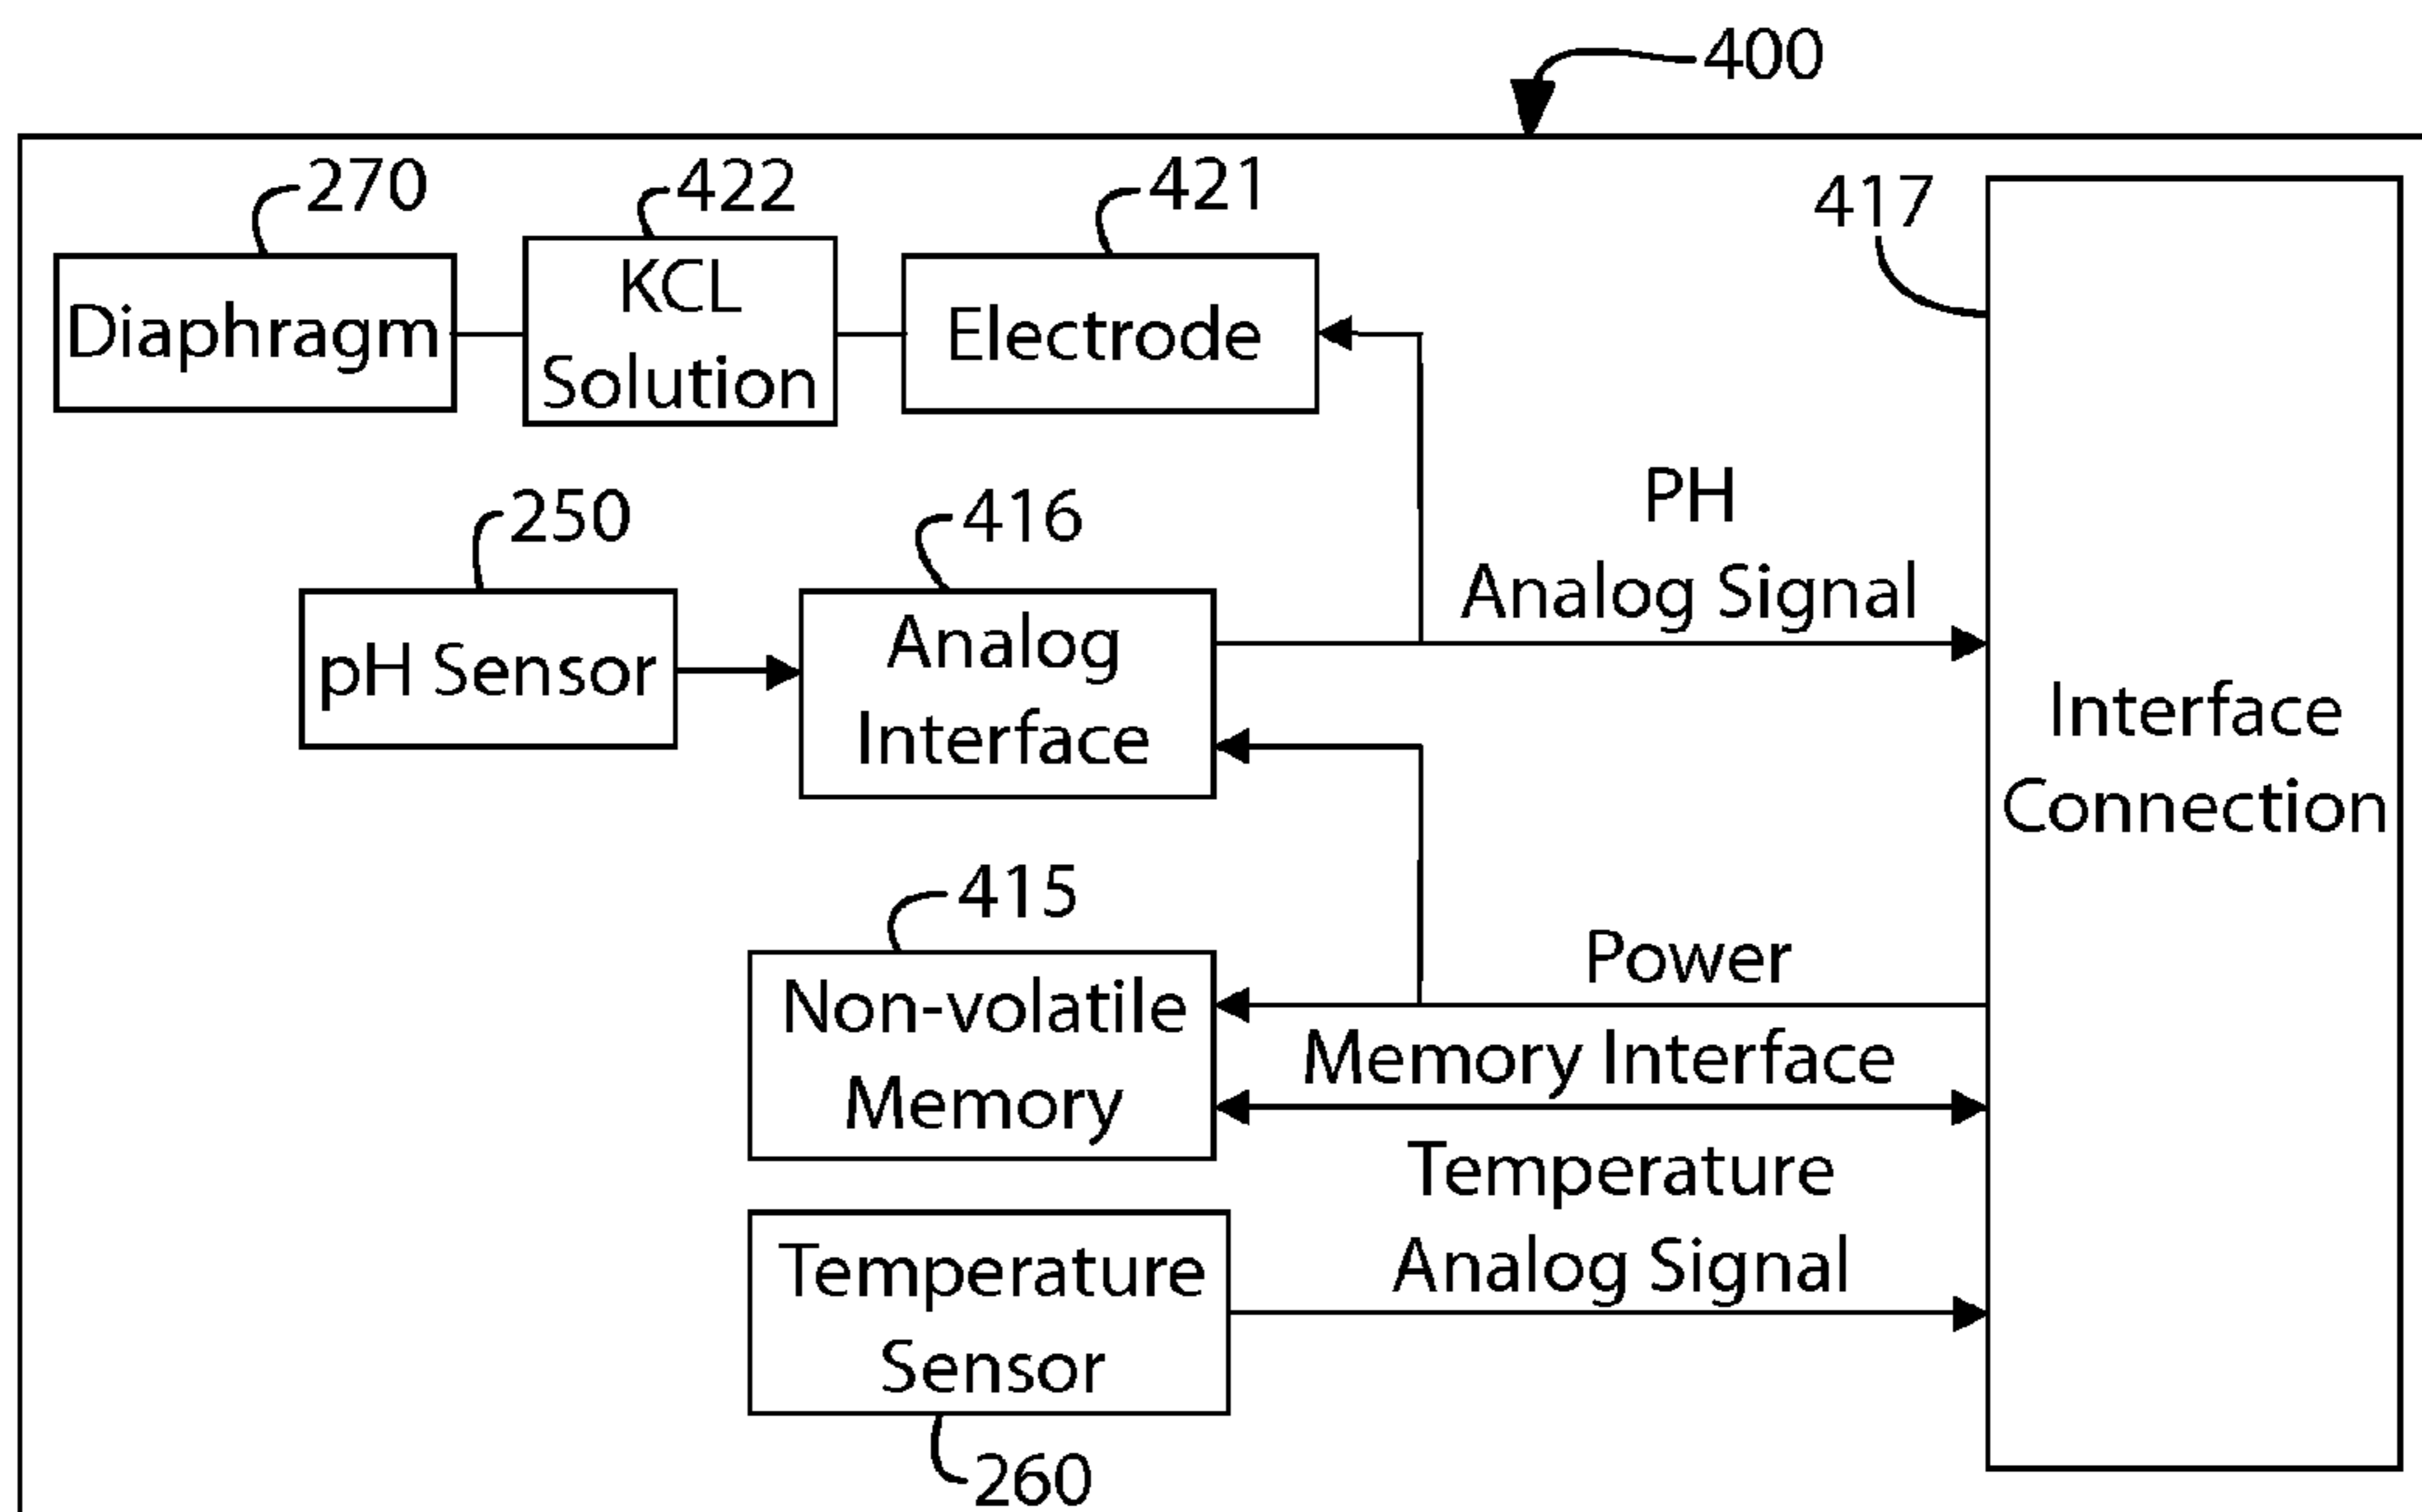 400
270
422
421
417
Diaphragm
KCL
Solution
Electrode
250
416
PH
Analog Signal
pH Sensor
Analog
Interface
Interface
Connection
415
Non-volatile
Memory
Power
Memory Interface
Temperature
Analog Signal
Temperature
Sensor
260